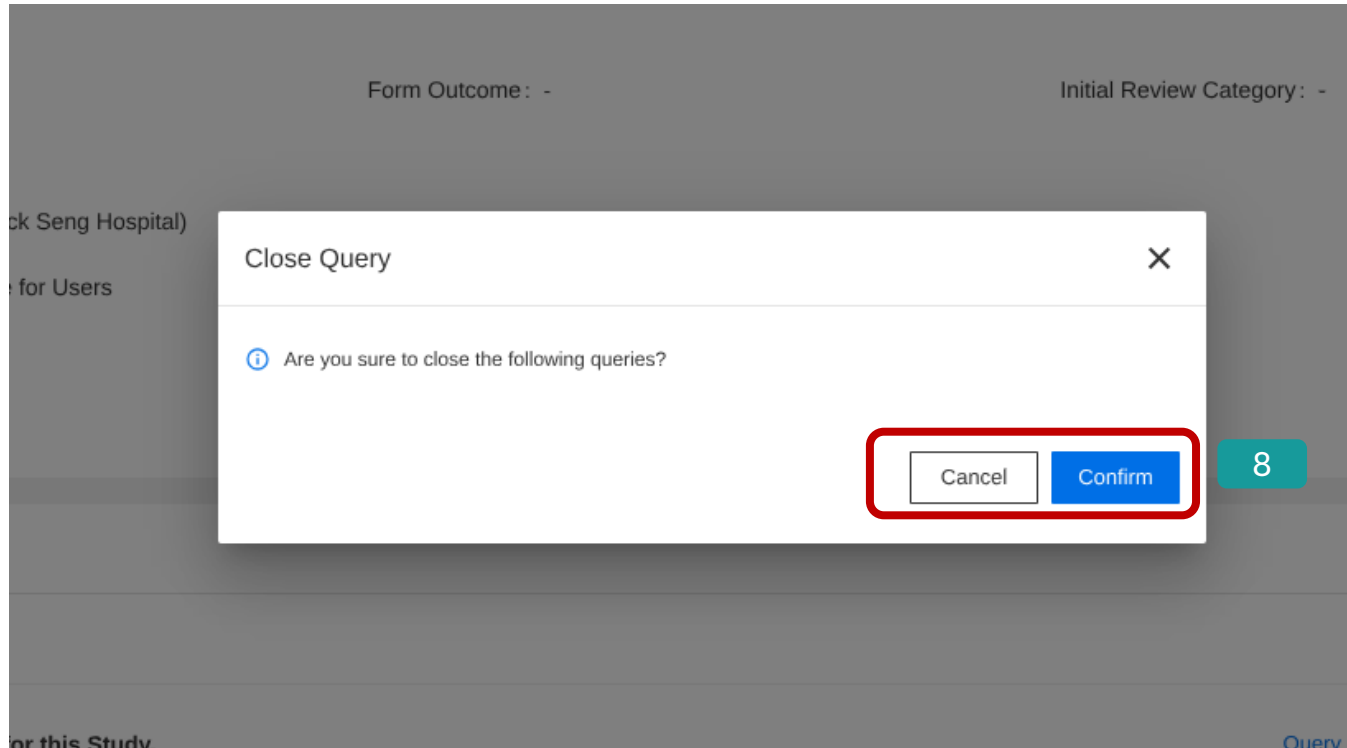 Form Outcome : - Initial Review Category : -
ck Seng Hospital)
Close Query
for Users
Are you sure to close the following queries?
Cancel Confirm
8
for this Study
Query